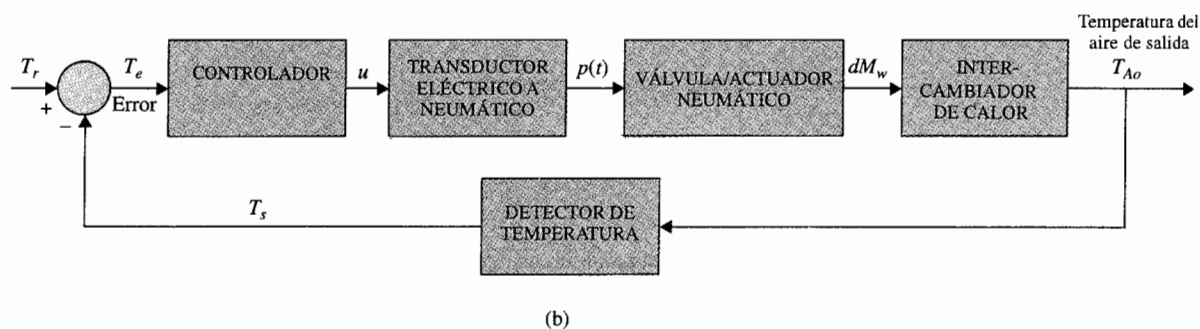 Temperatura del
aire de salida
T_r
T_e
CONTROLADOR
u
TRANSDUCTOR
ELÉCTRICO A
NEUMÁTICO
p(t)
VÁLVULA/ACTUADOR
NEUMÁTICO
dM_w
INTER-
CAMBIADOR
DE CALOR
T_Ao
+
Error
−
T_s
DETECTOR DE
TEMPERATURA
(b)